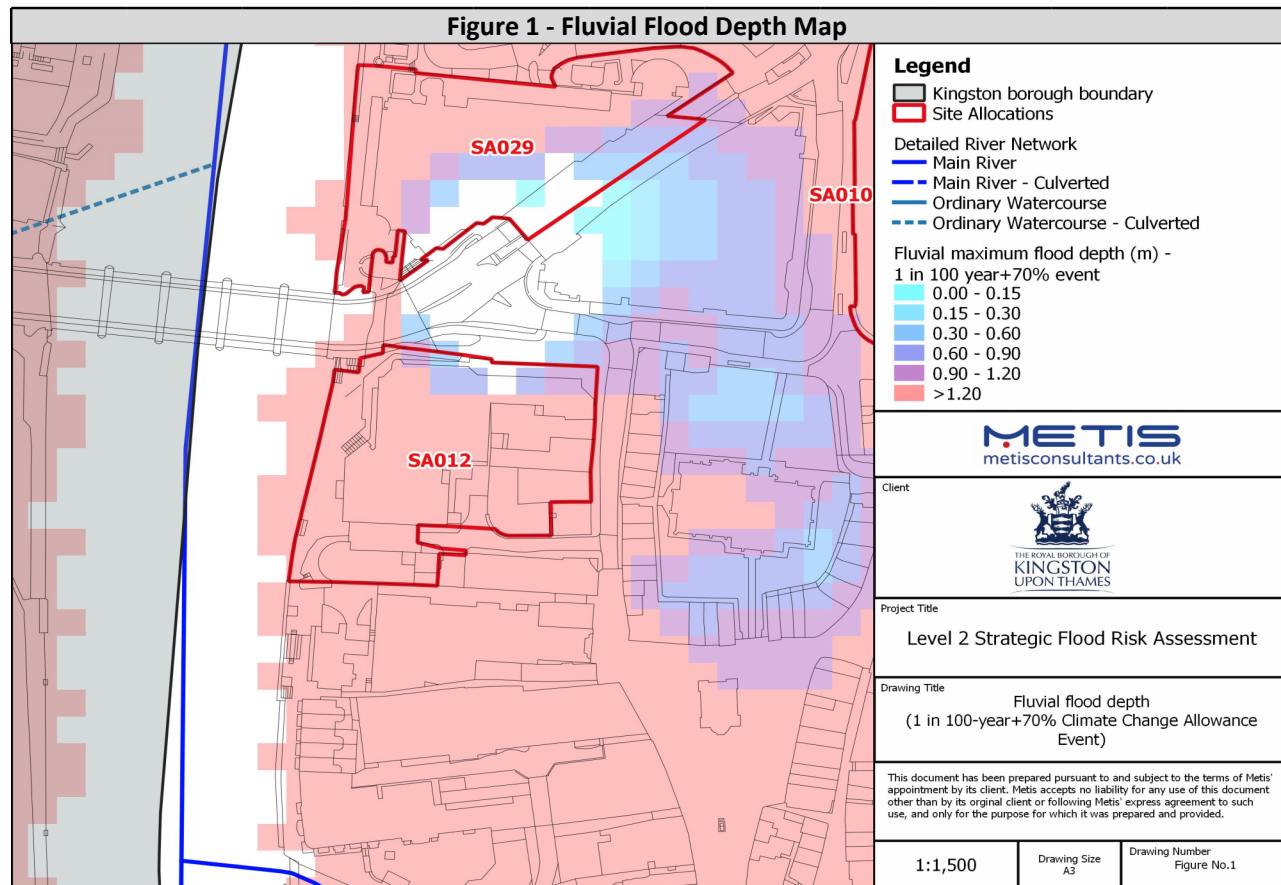 Figure 1 - Fluvial Flood Depth Map
SA029
SA010
SA012
Legend
Kingston borough boundary
Site Allocations
Detailed River Network
Main River
Main River - Culverted
Ordinary Watercourse
Ordinary Watercourse - Culverted
Fluvial maximum flood depth (m) -
1 in 100 year+70% event
0.00 - 0.15
0.15 - 0.30
0.30 - 0.60
0.60 - 0.90
0.90 - 1.20
>1.20
METIS
metisconsultants.co.uk
Client
THE ROYAL BOROUGH OF
KINGSTON
UPON THAMES
Project Title
Level 2 Strategic Flood Risk Assessment
Drawing Title
Fluvial flood depth
(1 in 100-year+70% Climate Change Allowance
Event)
This document has been prepared pursuant to and subject to the terms of Metis'
appointment by its client. Metis accepts no liability for any use of this document
other than by its orginal client or following Metis' express agreement to such
use, and only for the purpose for which it was prepared and provided.
1:1,500
Drawing Size
A3
Drawing Number
Figure No.1